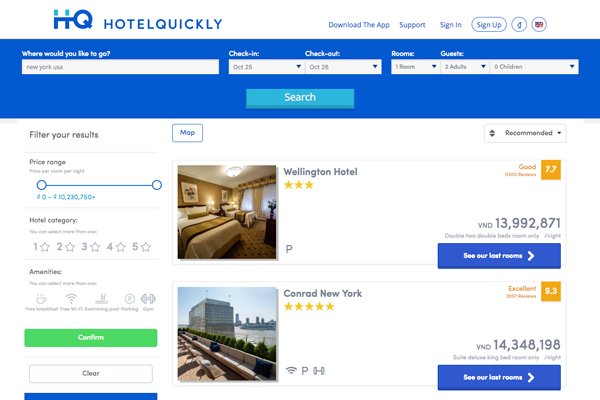 HQ HOTELQUICKLY
Download The App Support Sign In Sign Up đ
Where would you like to go? Check-in: Check-out: Rooms: Guests:
new york usa Oct 25 Oct 26 1 Room 2 Adults 0 Children
Search
Filter your results
Map
Recommended
Price range
Price per room per night
đ 0 - đ 10,230,750+
Hotel category:
You can select more than one.
1 2 3 4 5
Amenities:
You can select more than one:
Free breakfast Free Wi-Fi Swimming pool Parking Gym
Confirm
Clear
Wellington Hotel
Good 7.7
11200 Reviews
P
VND 13,992,871
Double two double beds room only /night
See our last rooms
Conrad New York
Excellent 9.3
2957 Reviews
P
VND 14,348,198
Suite deluxe king bed room only /night
See our last rooms